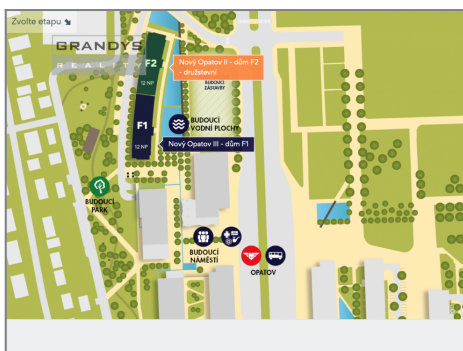 Zvolte etapu
GRANDYS
REALITY
F2
12 NP
Nový Opatov II - dům F2
- družstevní
BUDOUCÍ
ZÁSTAVBY
F1
12 NP
BUDOUCÍ
VODNÍ PLOCHY
Nový Opatov III - dům F1
BUDOUCÍ
PARK
BUDOUCÍ
NÁMĚSTÍ
OPATOV